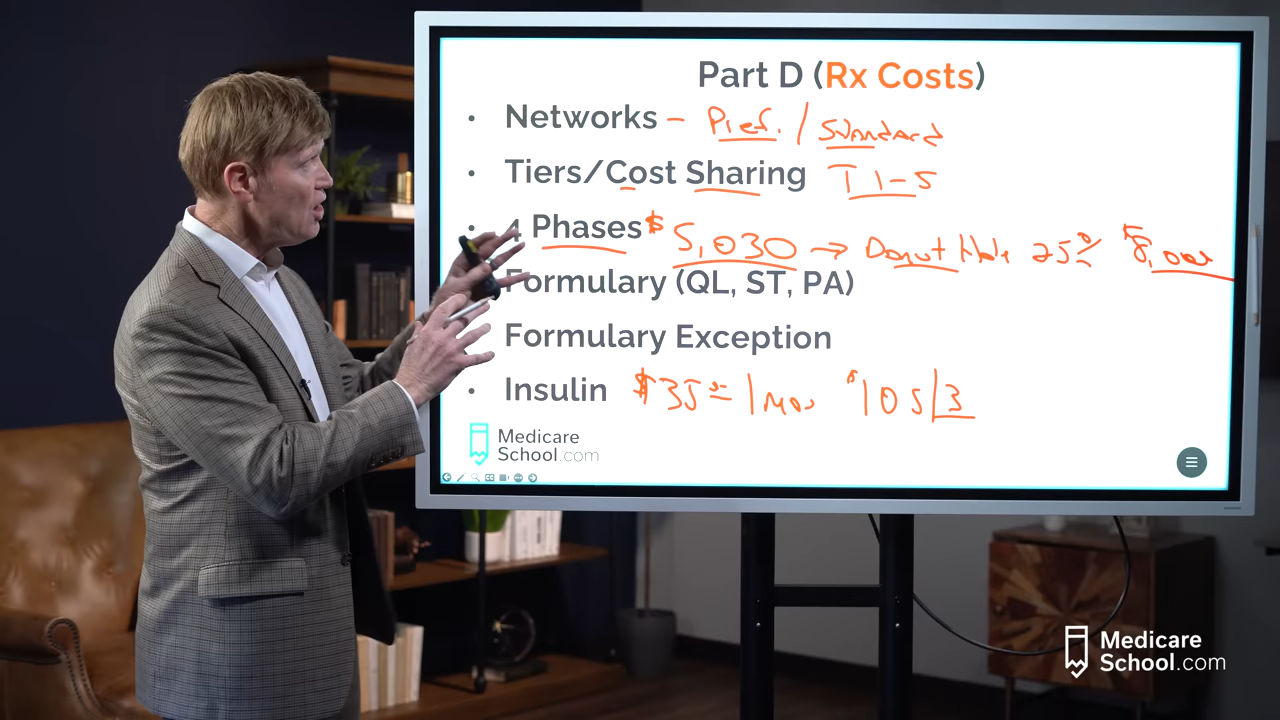 Part D (Rx Costs)
• Networks – Pref. / Standard
• Tiers/Cost Sharing T 1-5
• 4 Phases $5,030 → Donut Hole 25% $8,000
Formulary (QL, ST, PA)
Formulary Exception
• Insulin $35 1 mo $105/3
Medicare
School.com
Medicare
School.com